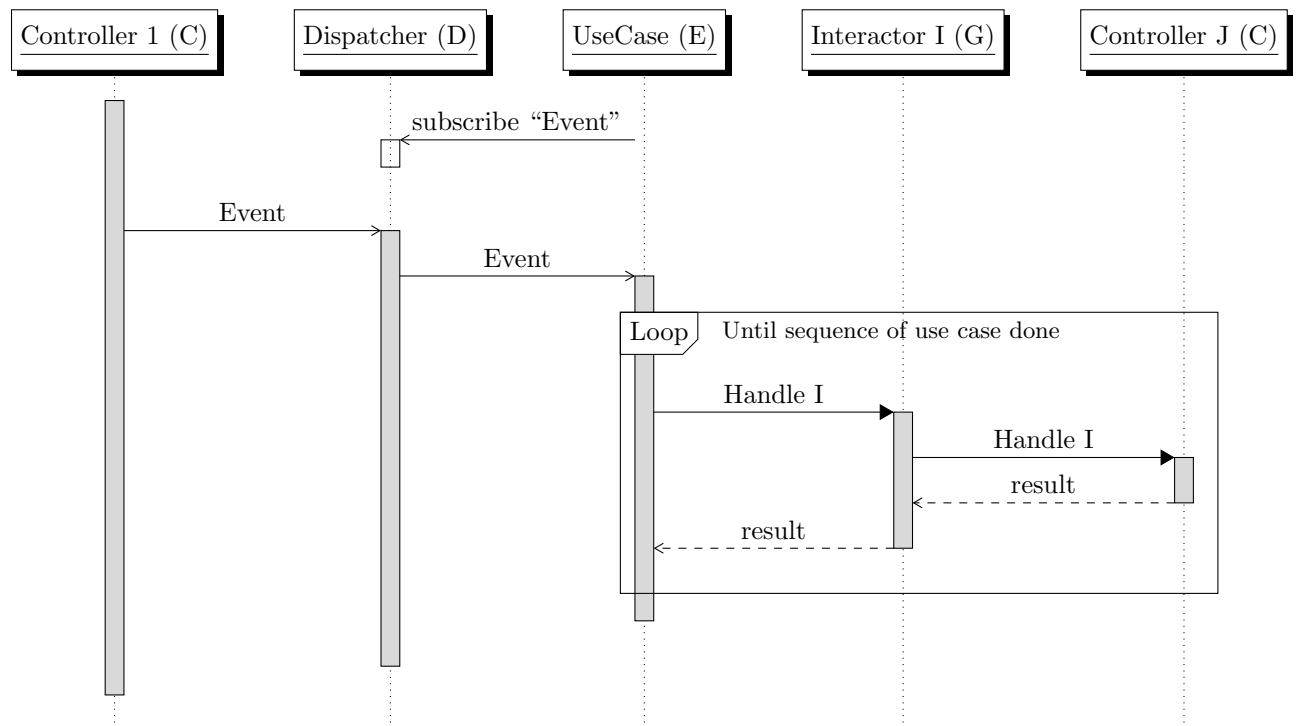 Controller 1 (C)
Dispatcher (D)
UseCase (E)
Interactor I (G)
Controller J (C)
subscribe “Event”
Event
Event
Loop
Until sequence of use case done
Handle I
Handle I
result
result